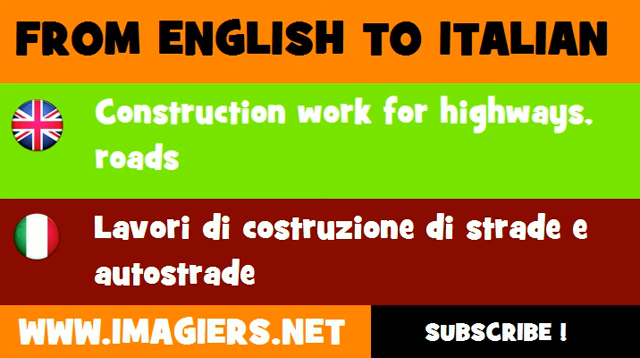 FROM ENGLISH TO ITALIAN
Construction work for highways,
roads
Lavori di costruzione di strade e
autostrade
WWW.IMAGIERS.NET
SUBSCRIBE !